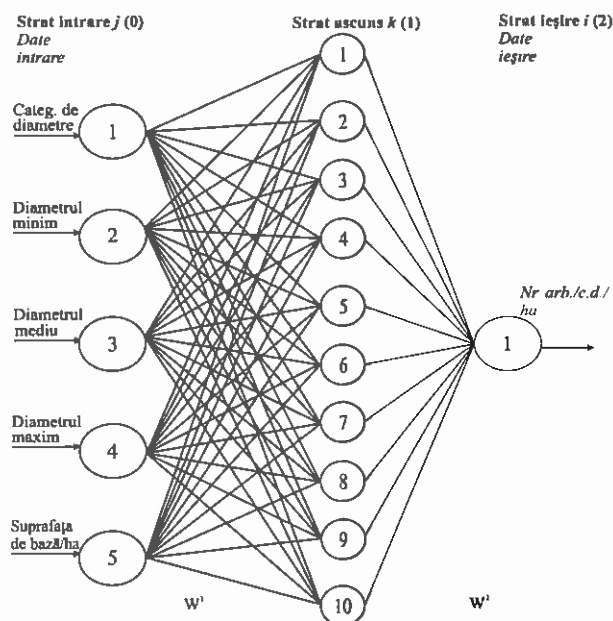 Strat intrare j (0)
Date
intrare
Strat ascuns k (1)
Strat ieşire i (2)
Date
ieşire
Categ. de
diametre
Diametrul
minim
Diametrul
mediu
Diametrul
maxim
Suprafaţa
de bază/ha
1
2
3
4
5
1
2
3
4
5
6
7
8
9
10
1
Nr arb./c.d./
ha
W¹
W²